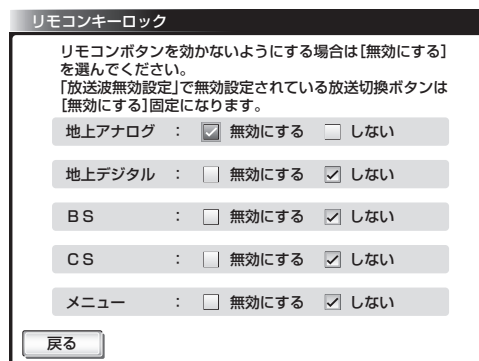 リモコンキーロック
リモコンボタンを効かないようにする場合は[無効にする]
を選んでください。
「放送波無効設定」で無効設定されている放送切換ボタンは
[無効にする]固定になります。
地上アナログ : 無効にする しない
地上デジタル : 無効にする しない
BS : 無効にする しない
CS : 無効にする しない
メニュー : 無効にする しない
戻る